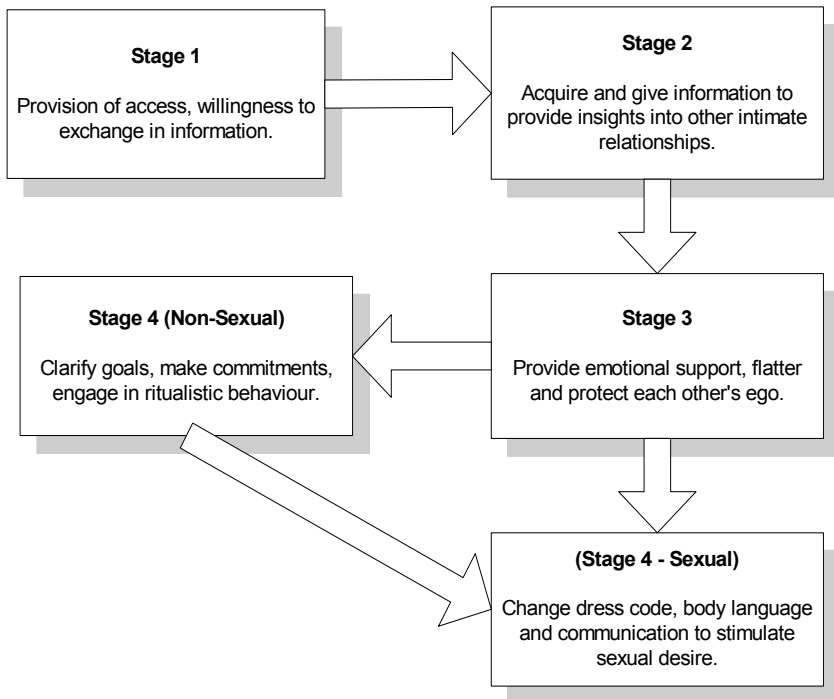 Stage 1
Provision of access, willingness to
exchange in information.
Stage 2
Acquire and give information to
provide insights into other intimate
relationships.
Stage 3
Provide emotional support, flatter
and protect each other's ego.
Stage 4 (Non-Sexual)
Clarify goals, make commitments,
engage in ritualistic behaviour.
(Stage 4 - Sexual)
Change dress code, body language
and communication to stimulate
sexual desire.